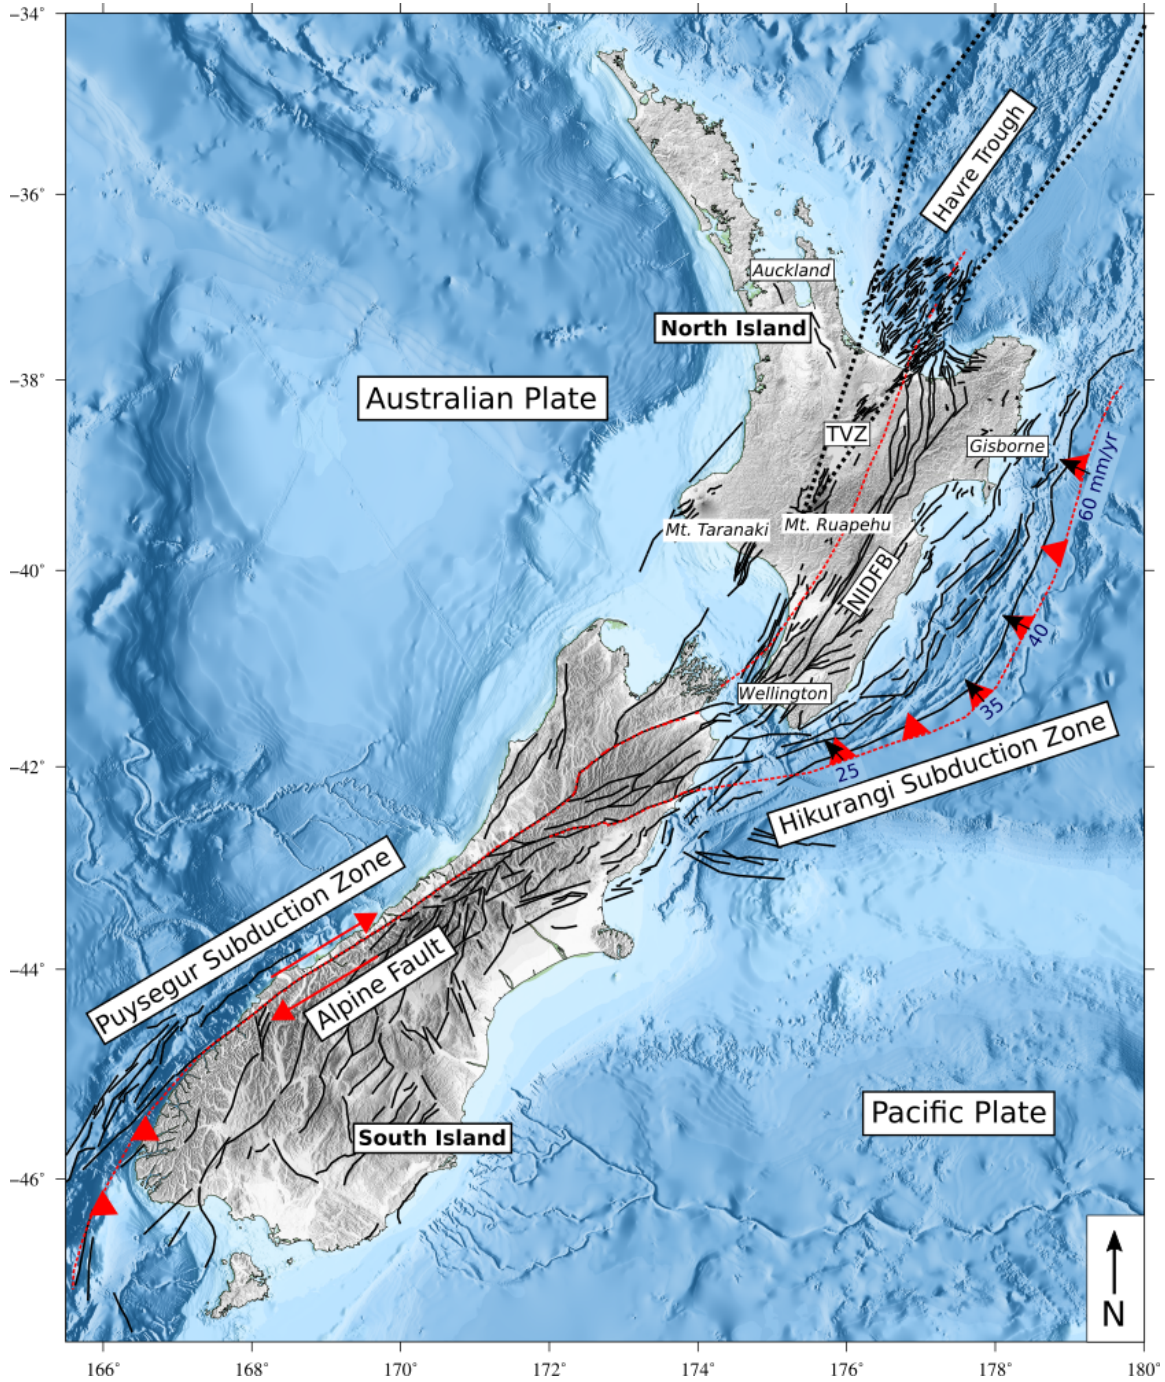 −34°
Havre Trough
−36°
Auckland
North Island
−38°
Australian Plate
TVZ
Gisborne
60 mm/yr
Mt. Taranaki
Mt. Ruapehu
−40°
NIDFB
40
Wellington
35
−42°
25
Hikurangi Subduction Zone
Puysegur Subduction Zone
−44°
Alpine Fault
Pacific Plate
South Island
−46°
N
166°
168°
170°
172°
174°
176°
178°
180°